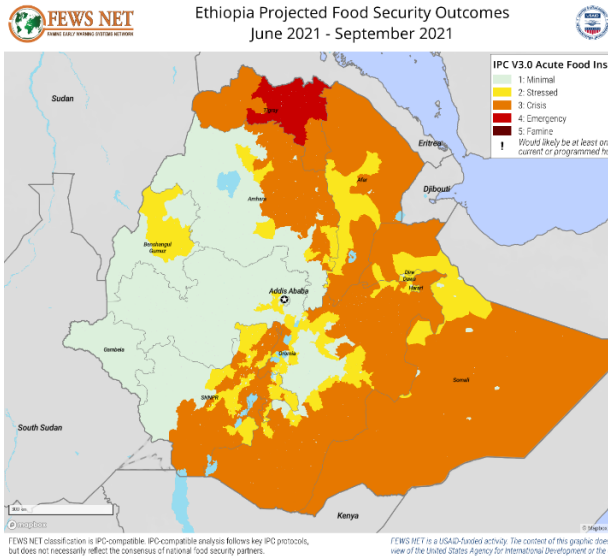 FEWS NET
FAMINE EARLY WARNING SYSTEMS NETWORK
Ethiopia Projected Food Security Outcomes
June 2021 - September 2021
IPC V3.0 Acute Food Ins
1: Minimal
2: Stressed
3: Crisis
4: Emergency
5: Famine
! Would likely be at least on
current or programmed h
Sudan
Eritrea
Tigray
Afar
Djibouti
Amhara
Benshangul
Gumuz
Dire
Dawa
Harari
Addis Ababa
Gambela
Oromia
Somali
SNNPR
South Sudan
Kenya
mapbox
© Mapbox
FEWS NET classification is IPC-compatible. IPC-compatible analysis follows key IPC protocols,
but does not necessarily reflect the consensus of national food security partners.
FEWS NET is a USAID-funded activity. The content of this graphic does
view of the United States Agency for International Development or the